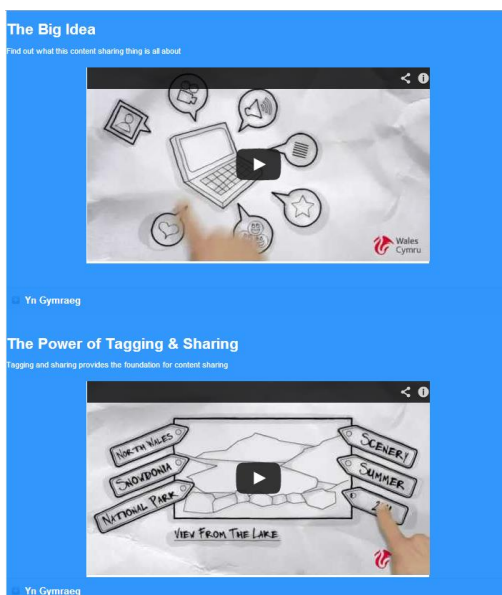 The Big Idea
Find out what this content sharing thing is all about
Wales
Cymru
Yn Gymraeg
The Power of Tagging & Sharing
Tagging and sharing provides the foundation for content sharing
NORTH WALES
SNOWDONIA
NATIONAL PARK
SCENERY
SUMMER
VIEW FROM THE LAKE
Yn Gymraeg